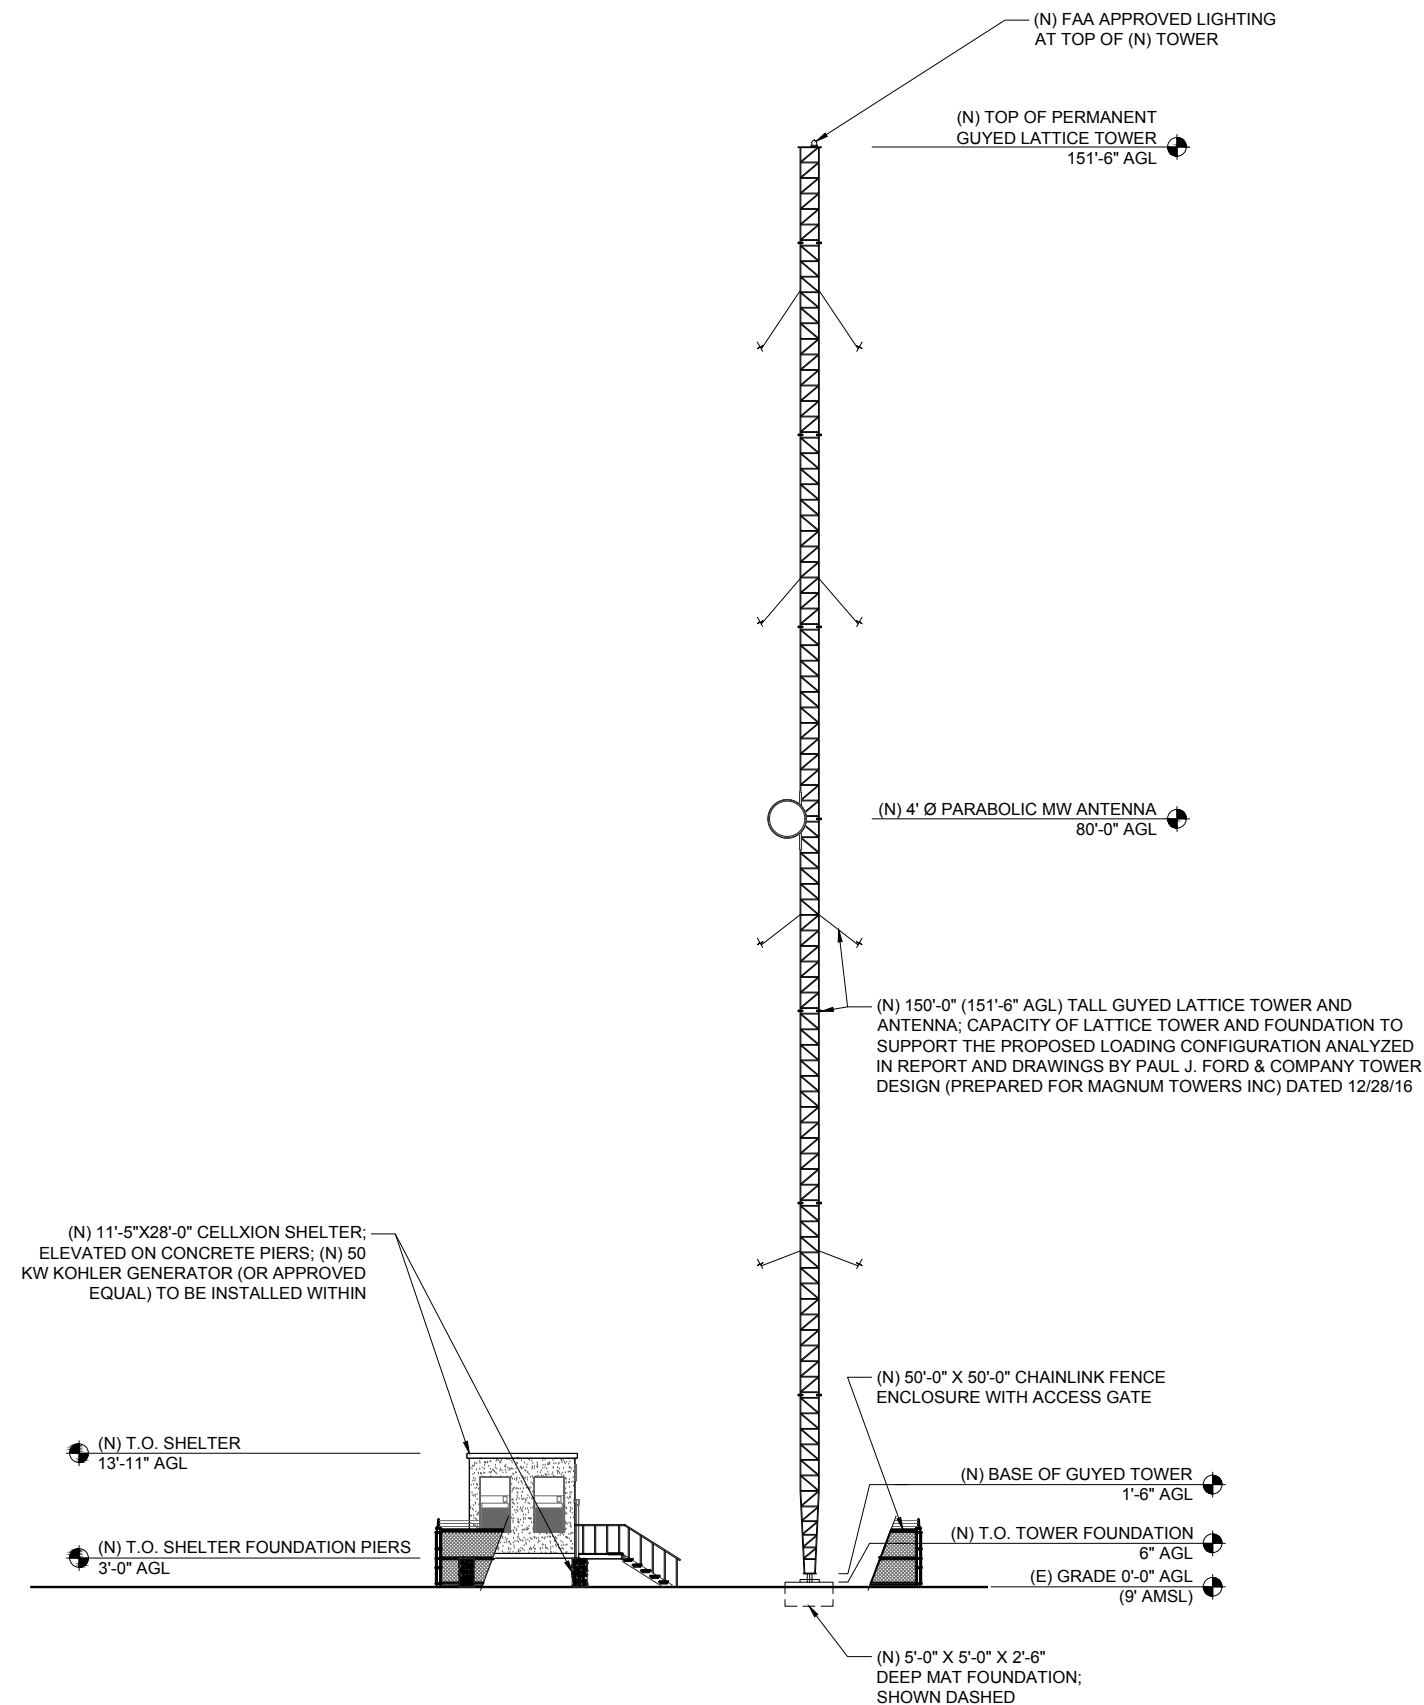 (N) FAA APPROVED LIGHTING
AT TOP OF (N) TOWER
(N) TOP OF PERMANENT
GUYED LATTICE TOWER
151'-6" AGL
(N) 4' Ø PARABOLIC MW ANTENNA
80'-0" AGL
(N) 150'-0" (151'-6" AGL) TALL GUYED LATTICE TOWER AND
ANTENNA; CAPACITY OF LATTICE TOWER AND FOUNDATION TO
SUPPORT THE PROPOSED LOADING CONFIGURATION ANALYZED
IN REPORT AND DRAWINGS BY PAUL J. FORD & COMPANY TOWER
DESIGN (PREPARED FOR MAGNUM TOWERS INC) DATED 12/28/16
(N) 11'-5"X28'-0" CELLXION SHELTER;
ELEVATED ON CONCRETE PIERS; (N) 50
KW KOHLER GENERATOR (OR APPROVED
EQUAL) TO BE INSTALLED WITHIN
(N) 50'-0" X 50'-0" CHAINLINK FENCE
ENCLOSURE WITH ACCESS GATE
(N) T.O. SHELTER
13'-11" AGL
(N) BASE OF GUYED TOWER
1'-6" AGL
(N) T.O. TOWER FOUNDATION
6" AGL
(N) T.O. SHELTER FOUNDATION PIERS
3'-0" AGL
(E) GRADE 0'-0" AGL
(9' AMSL)
(N) 5'-0" X 5'-0" X 2'-6"
DEEP MAT FOUNDATION;
SHOWN DASHED